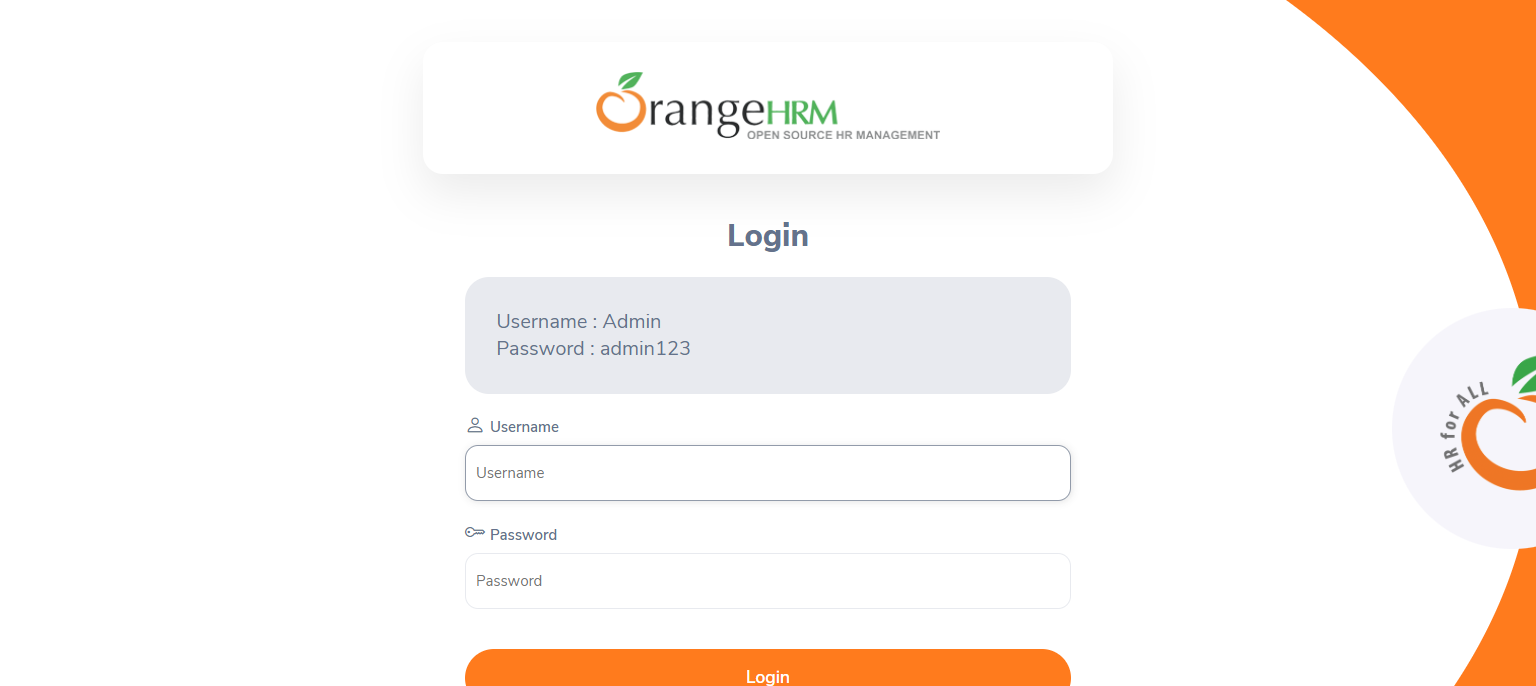 OrangeHRM
OPEN SOURCE HR MANAGEMENT
Login
Username : Admin
Password : admin123
Username
Username
Password
Password
Login
HR for ALL